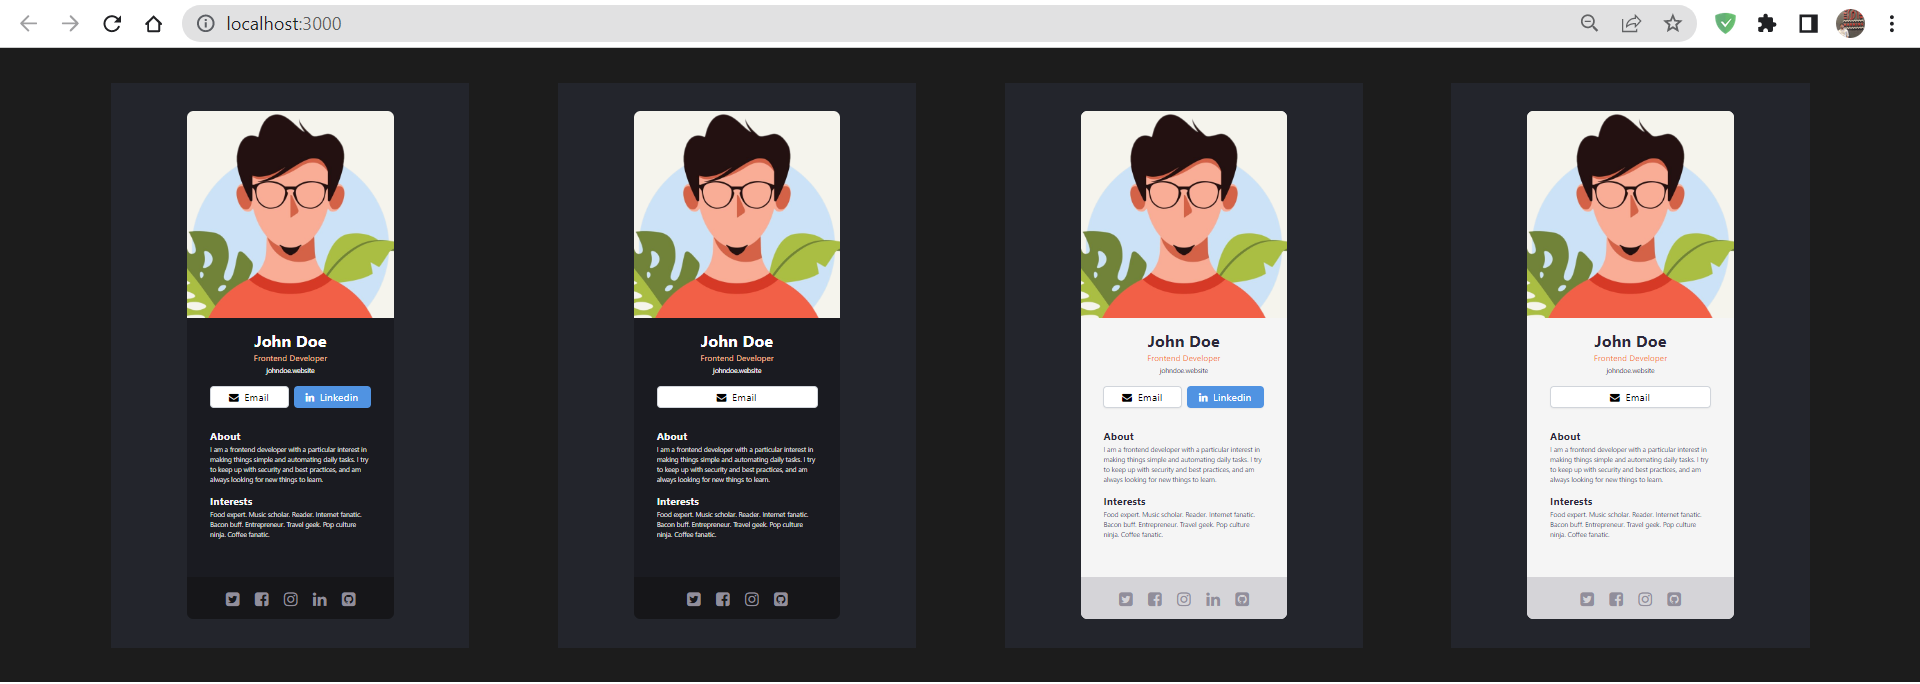 localhost:3000
John Doe
Frontend Developer
johndoe.website
Email
Linkedin
About
I am a frontend developer with a particular interest in
making things simple and automating daily tasks. I try
to keep up with security and best practices, and am
always looking for new things to learn.
Interests
Food expert. Music scholar. Reader. Internet fanatic.
Bacon buff. Entrepreneur. Travel geek. Pop culture
ninja. Coffee fanatic.
John Doe
Frontend Developer
johndoe.website
Email
About
I am a frontend developer with a particular interest in
making things simple and automating daily tasks. I try
to keep up with security and best practices, and am
always looking for new things to learn.
Interests
Food expert. Music scholar. Reader. Internet fanatic.
Bacon buff. Entrepreneur. Travel geek. Pop culture
ninja. Coffee fanatic.
John Doe
Frontend Developer
johndoe.website
Email
Linkedin
About
I am a frontend developer with a particular interest in
making things simple and automating daily tasks. I try
to keep up with security and best practices, and am
always looking for new things to learn.
Interests
Food expert. Music scholar. Reader. Internet fanatic.
Bacon buff. Entrepreneur. Travel geek. Pop culture
ninja. Coffee fanatic.
John Doe
Frontend Developer
johndoe.website
Email
About
I am a frontend developer with a particular interest in
making things simple and automating daily tasks. I try
to keep up with security and best practices, and am
always looking for new things to learn.
Interests
Food expert. Music scholar. Reader. Internet fanatic.
Bacon buff. Entrepreneur. Travel geek. Pop culture
ninja. Coffee fanatic.